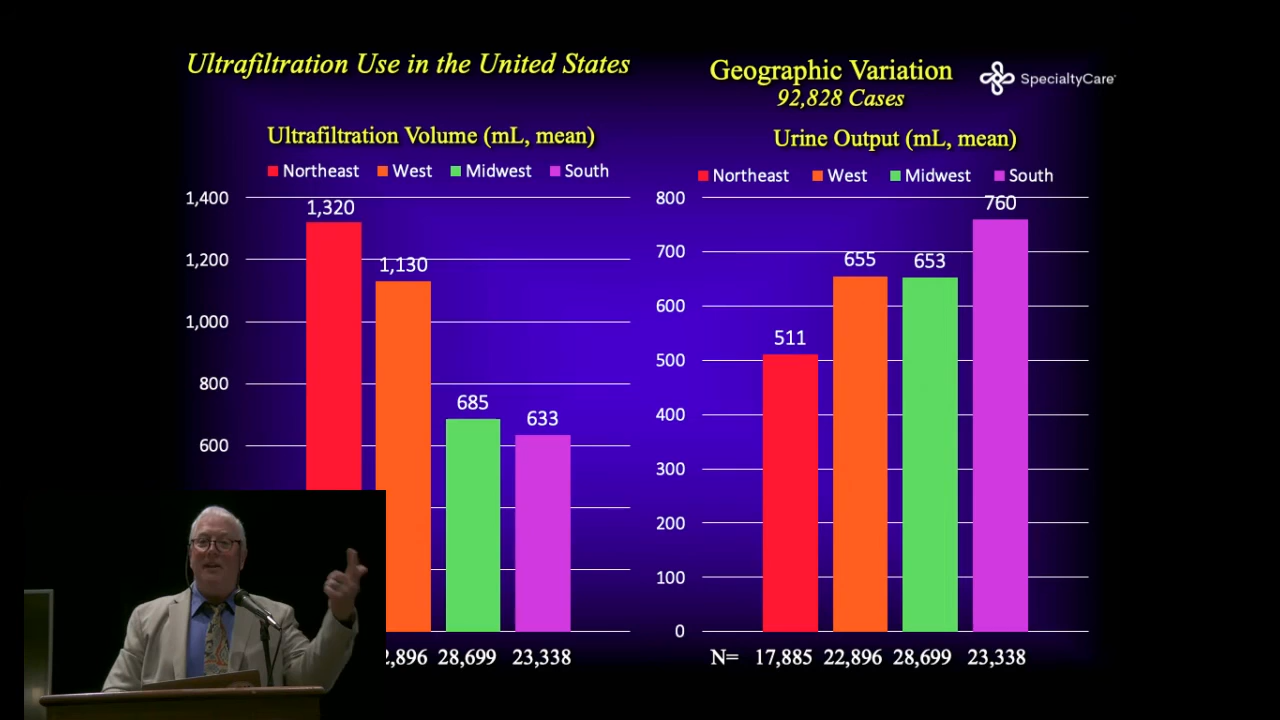 Ultrafiltration Use in the United States
Geographic Variation
92,828 Cases
SpecialtyCare
Ultrafiltration Volume (mL, mean)
Northeast West Midwest South
1,400
1,200
1,000
800
600
1,320
1,130
685
633
28,699 23,338
Urine Output (mL, mean)
Northeast West Midwest South
800
700
600
500
400
300
200
100
0
511
655
653
760
N= 17,885 22,896 28,699 23,338